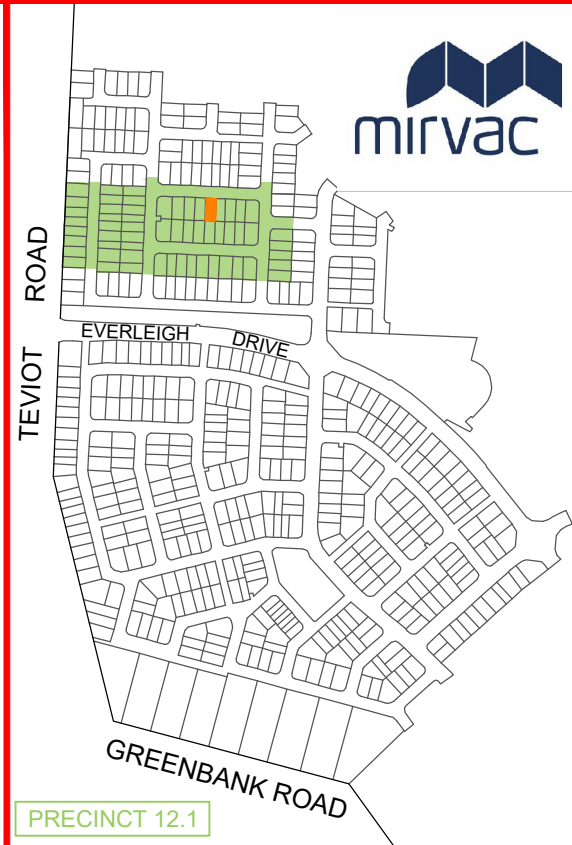 mirvac
TEVIOT ROAD
EVERLEIGH DRIVE
GREENBANK ROAD
PRECINCT 12.1